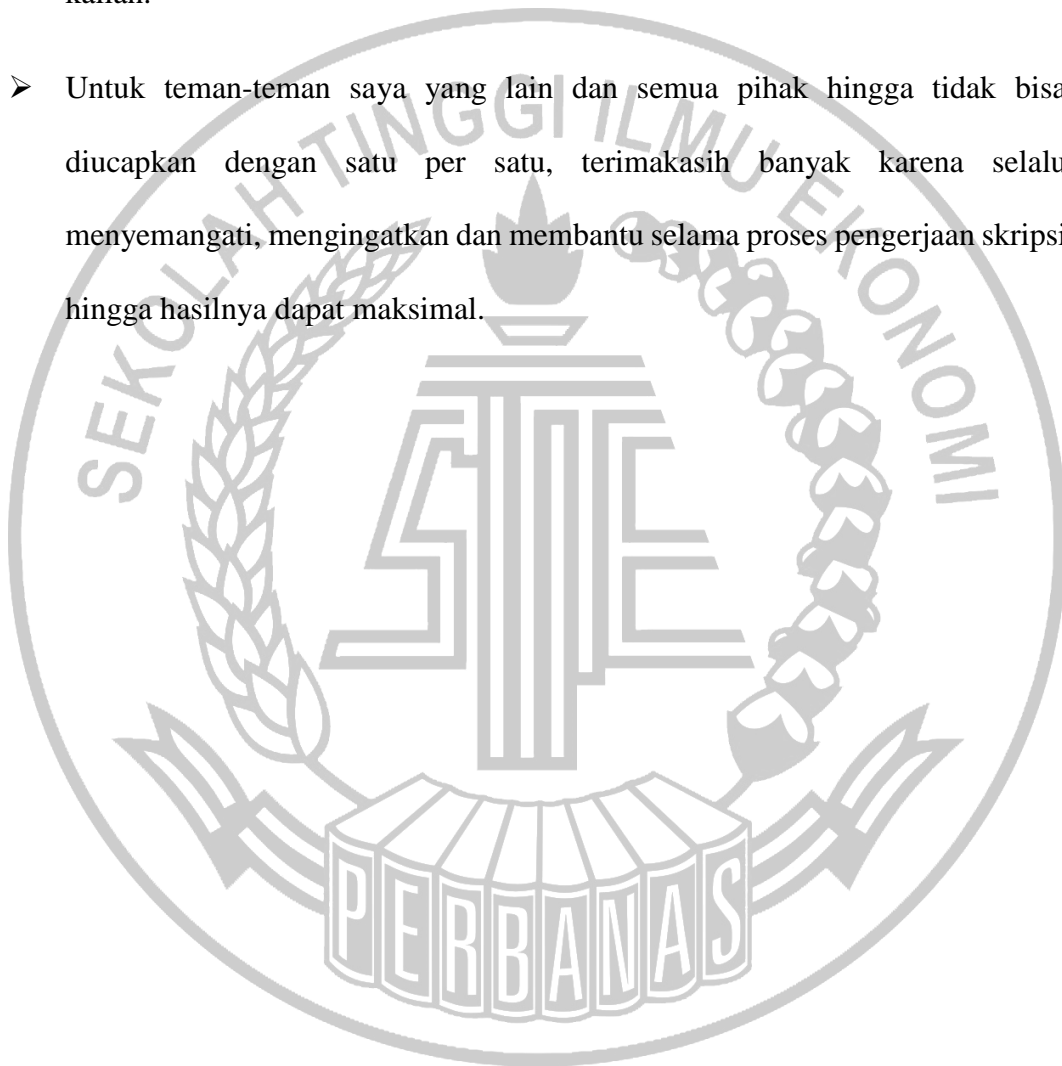 kalian.
➢ Untuk teman-teman saya yang lain dan semua pihak hingga tidak bisa
diucapkan dengan satu per satu, terimakasih banyak karena selalu
menyemangati, mengingatkan dan membantu selama proses pengerjaan skripsi
hingga hasilnya dapat maksimal.
SEKOLAH TINGGI ILMU EKONOMI
STIE
PERBANAS